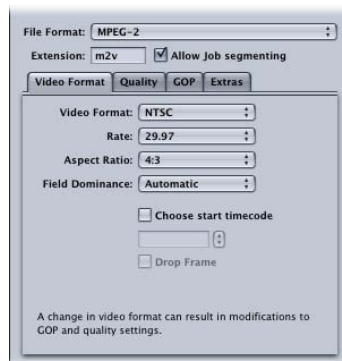 File Format: MPEG-2
Extension: m2v Allow Job segmenting
Video Format Quality GOP Extras
Video Format: NTSC
Rate: 29.97
Aspect Ratio: 4:3
Field Dominance: Automatic
Choose start timecode
Drop Frame
A change in video format can result in modifications to
GOP and quality settings.